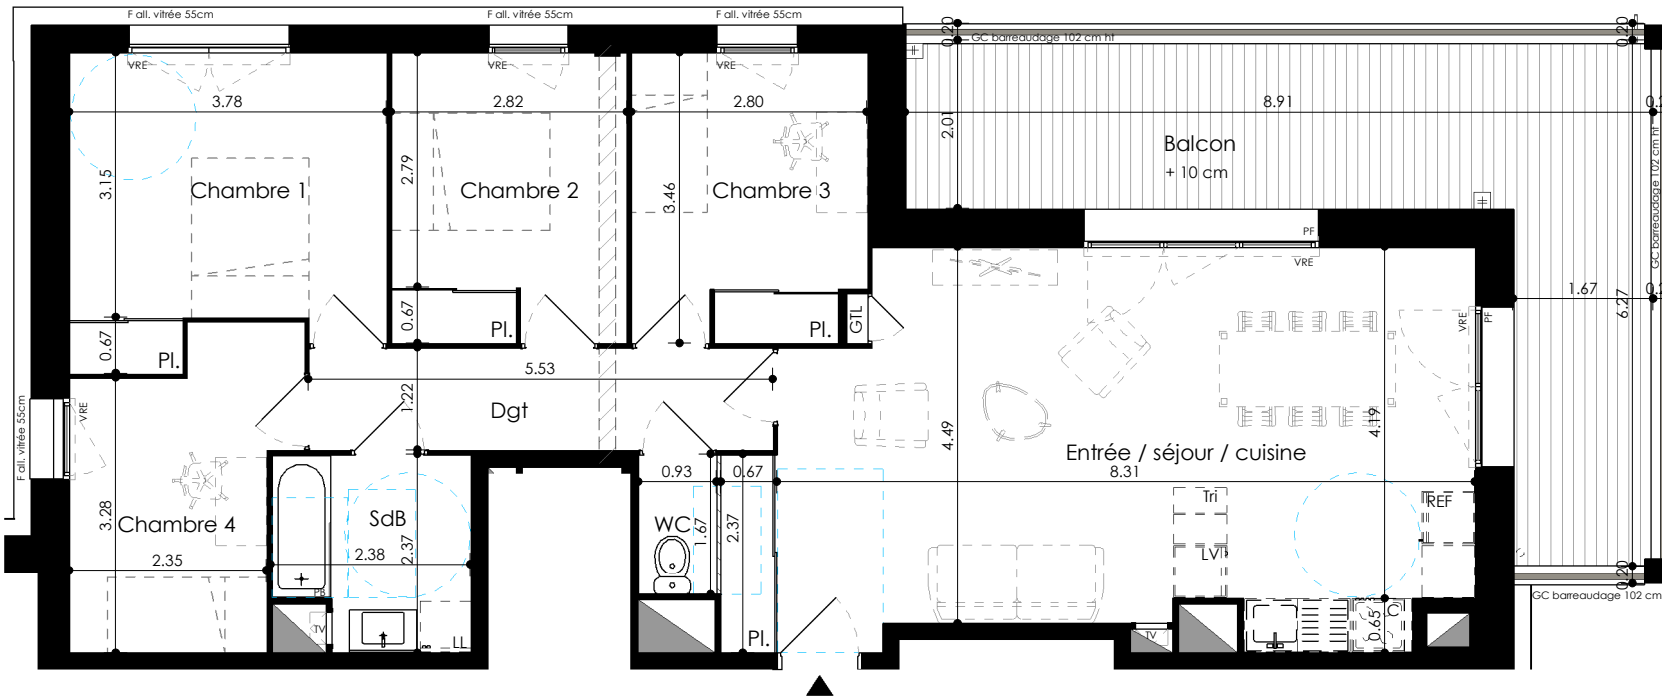 F all. vitrée 55cm
F all. vitrée 55cm
F all. vitrée 55cm
0.20
GC barreaudage 102 cm ht
0.20
VRE
VRE
VRE
3.78
2.82
2.80
8.91
2.01
Balcon
+ 10 cm
GC barreaudage 102 cm ht
3.15
2.79
3.46
Chambre 1
Chambre 2
Chambre 3
PF
VRE
1.67
6.27
0.67
Pl.
0.67
Pl.
Pl.
GTL
VRE
PF
5.53
1.22
Dgt
F all. vitrée 55cm
VRE
4.49
4.19
Entrée / séjour / cuisine
8.31
0.93
0.67
Chambre 4
3.28
2.35
SdB
2.38
2.37
WC
1.67
2.37
Tri
LV
REF
PB
TV
LL
Pl.
TV
0.65
C
0.20
GC barreaudage 102 cm